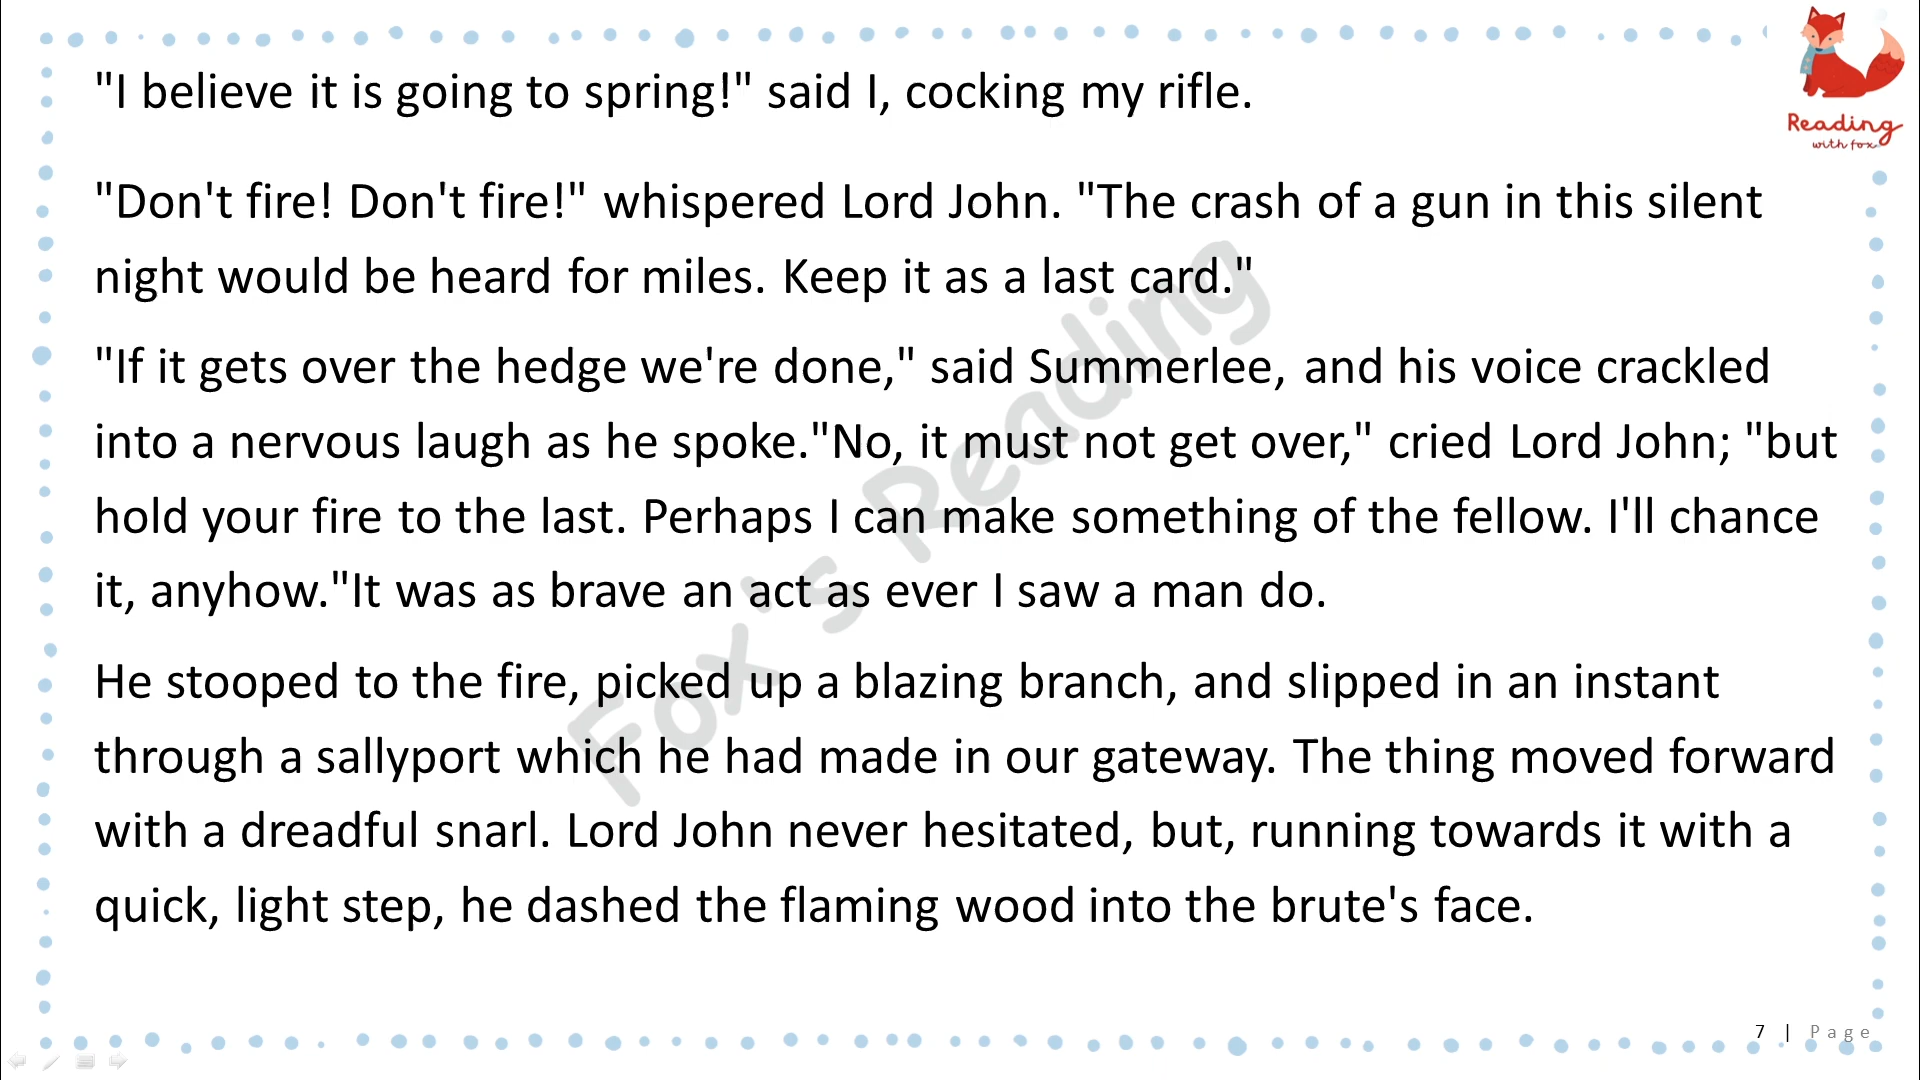 "I believe it is going to spring!" said I, cocking my rifle.
Reading
with fox
"Don't fire! Don't fire!" whispered Lord John. "The crash of a gun in this silent
night would be heard for miles. Keep it as a last card."
"If it gets over the hedge we're done," said Summerlee, and his voice crackled
into a nervous laugh as he spoke."No, it must not get over," cried Lord John; "but
hold your fire to the last. Perhaps I can make something of the fellow. I'll chance
it, anyhow."It was as brave an act as ever I saw a man do.
He stooped to the fire, picked up a blazing branch, and slipped in an instant
through a sallyport which he had made in our gateway. The thing moved forward
with a dreadful snarl. Lord John never hesitated, but, running towards it with a
quick, light step, he dashed the flaming wood into the brute's face.
Fox's Reading
7 | Page